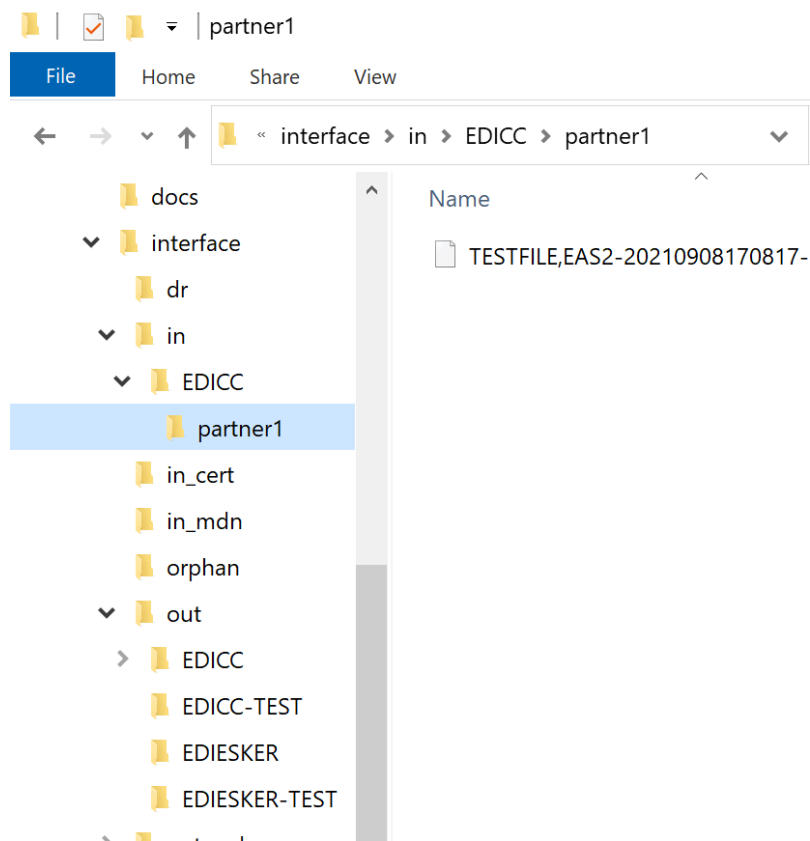 partner1
File Home Share View
« interface in EDICC partner1
docs
interface
dr
in
EDICC
partner1
in_cert
in_mdn
orphan
out
EDICC
EDICC-TEST
EDIESKER
EDIESKER-TEST
Name
TESTFILE,EAS2-20210908170817-